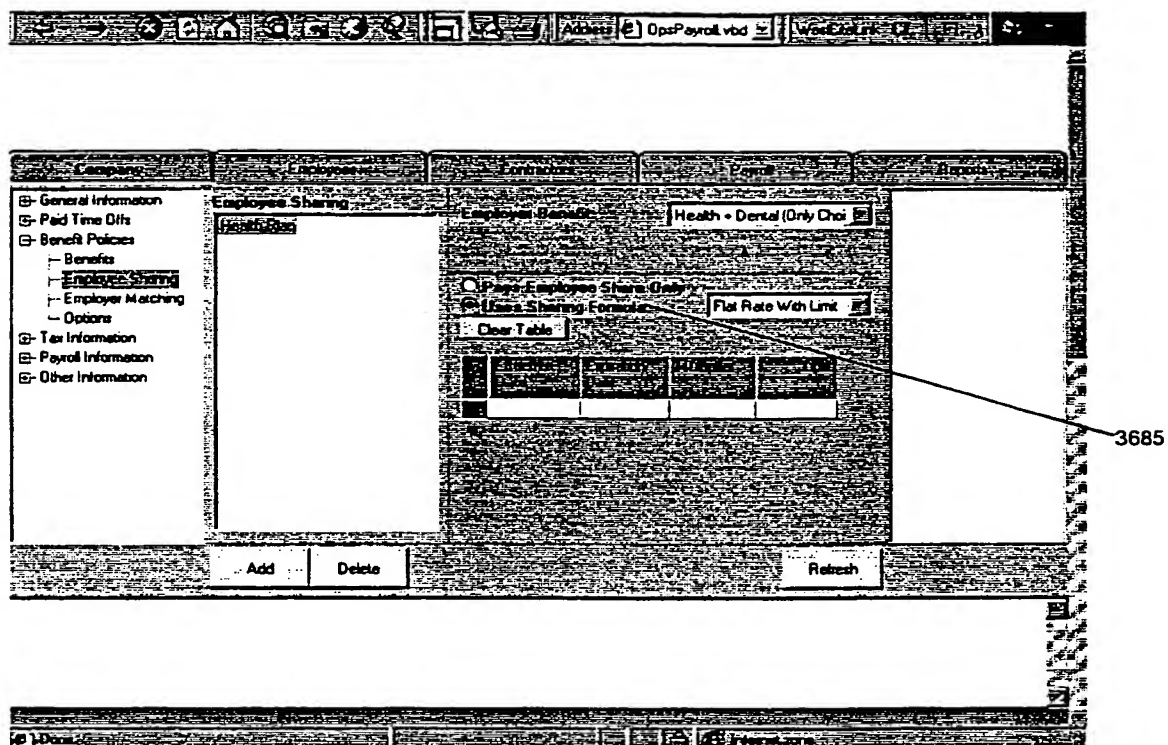 Address OpsPayroll.vbd
Company Employees Contractors Payroll Reports
General Information
Paid Time Offs
Benefit Policies
Benefits
Employee Sharing
Employer Matching
Options
Tax Information
Payroll Information
Other Information
Employee Sharing
Health Plan
Employer Benefit: Health + Dental (Only Choi
Pays Employee Share Only
Uses Sharing Formula: Flat Rate With Limit
Clear Table
3685
Add Delete Refresh
Done Internet zone